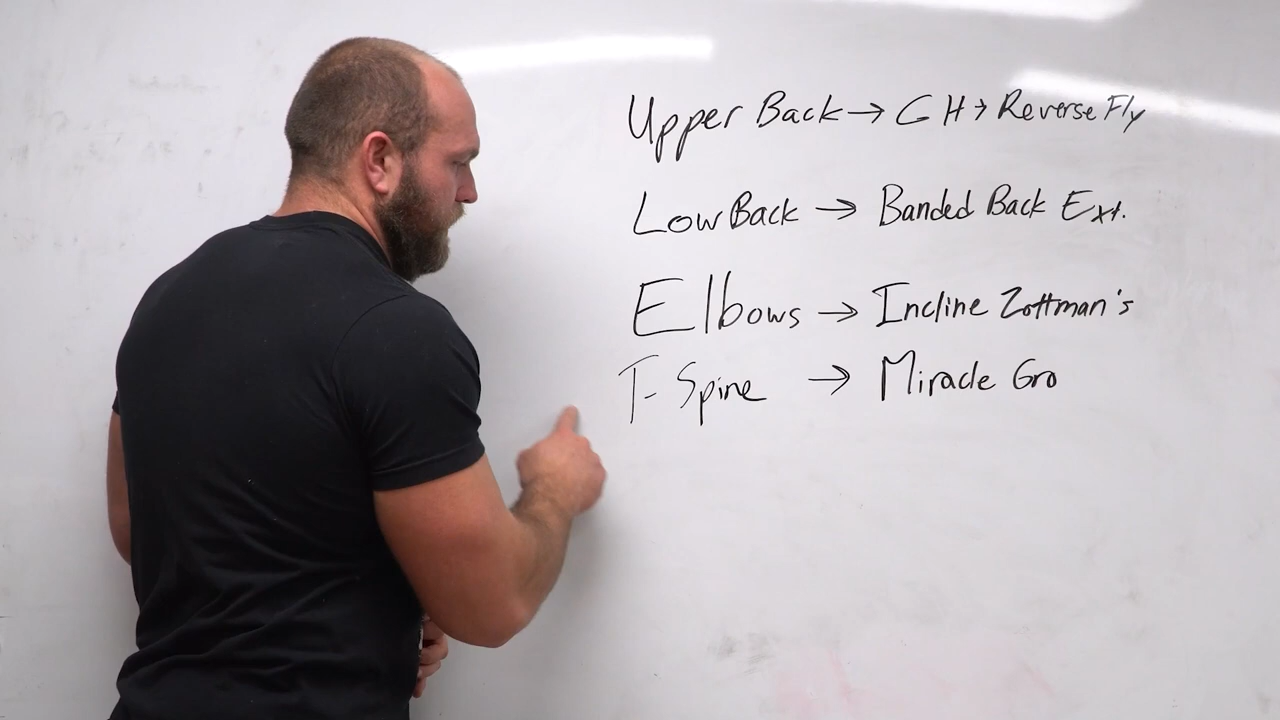 Upper Back → CH → Reverse Fly
Low Back → Banded Back Ext.
Elbows → Incline Zottman's
T-Spine → Miracle Gro